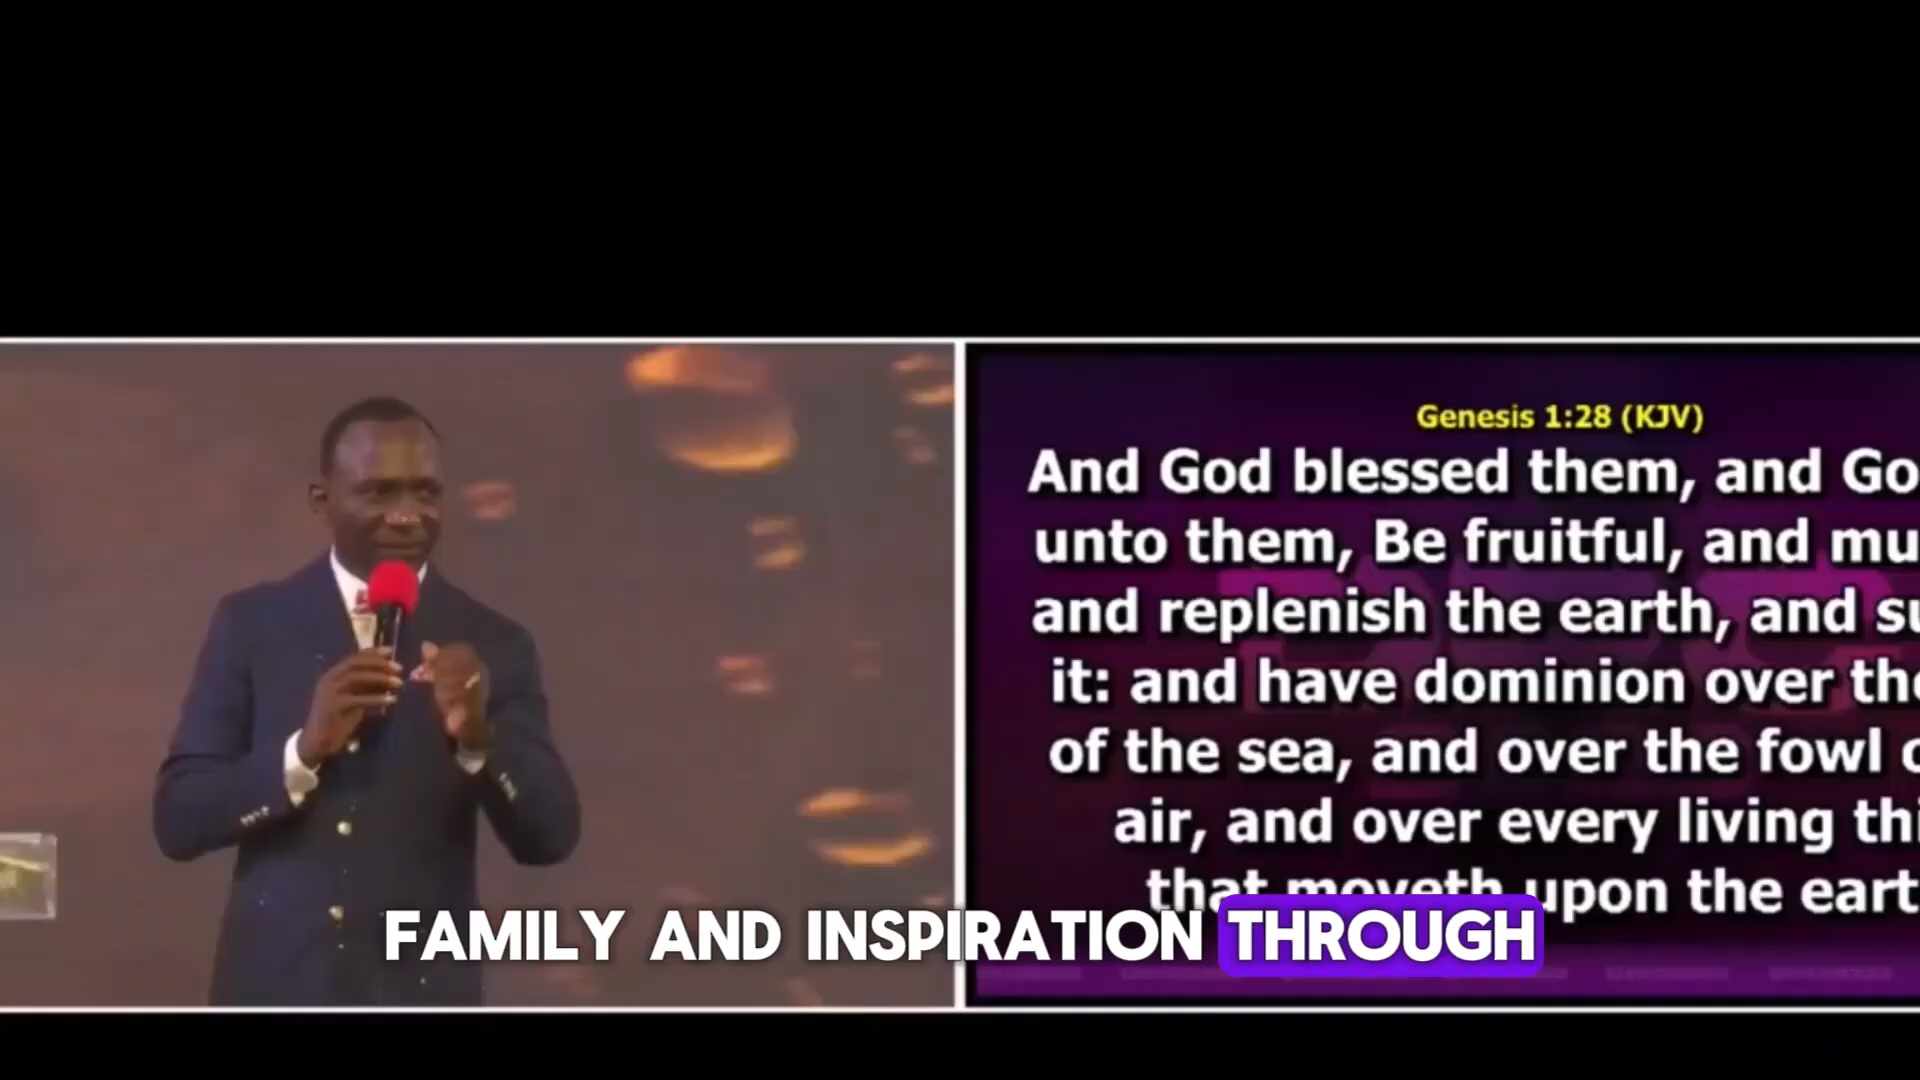 Genesis 1:28 (KJV)
And God blessed them, and Go
unto them, Be fruitful, and mu
and replenish the earth, and su
it: and have dominion over the
of the sea, and over the fowl o
air, and over every living thi
that moveth upon the eart
FAMILY AND INSPIRATION THROUGH